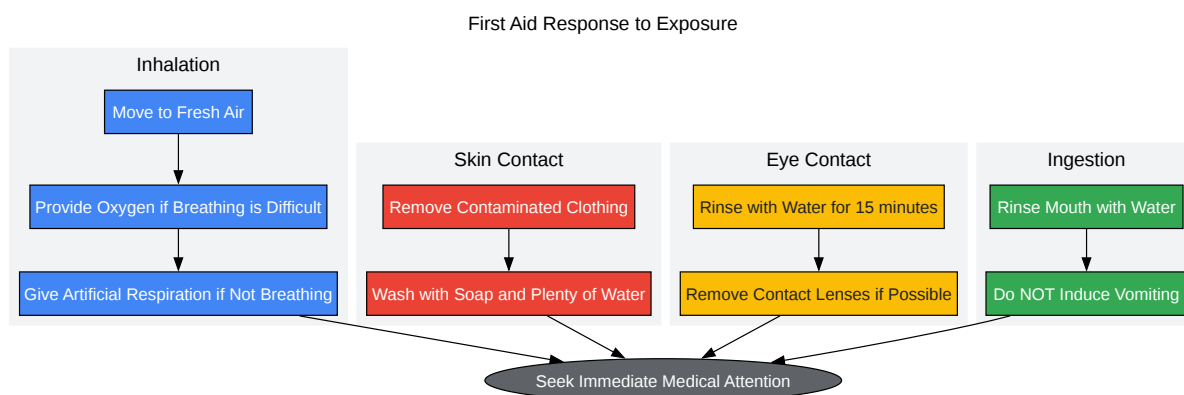 First Aid Response to Exposure
Inhalation
Move to Fresh Air
Provide Oxygen if Breathing is Difficult
Give Artificial Respiration if Not Breathing
Skin Contact
Remove Contaminated Clothing
Wash with Soap and Plenty of Water
Eye Contact
Rinse with Water for 15 minutes
Remove Contact Lenses if Possible
Ingestion
Rinse Mouth with Water
Do NOT Induce Vomiting
Seek Immediate Medical Attention